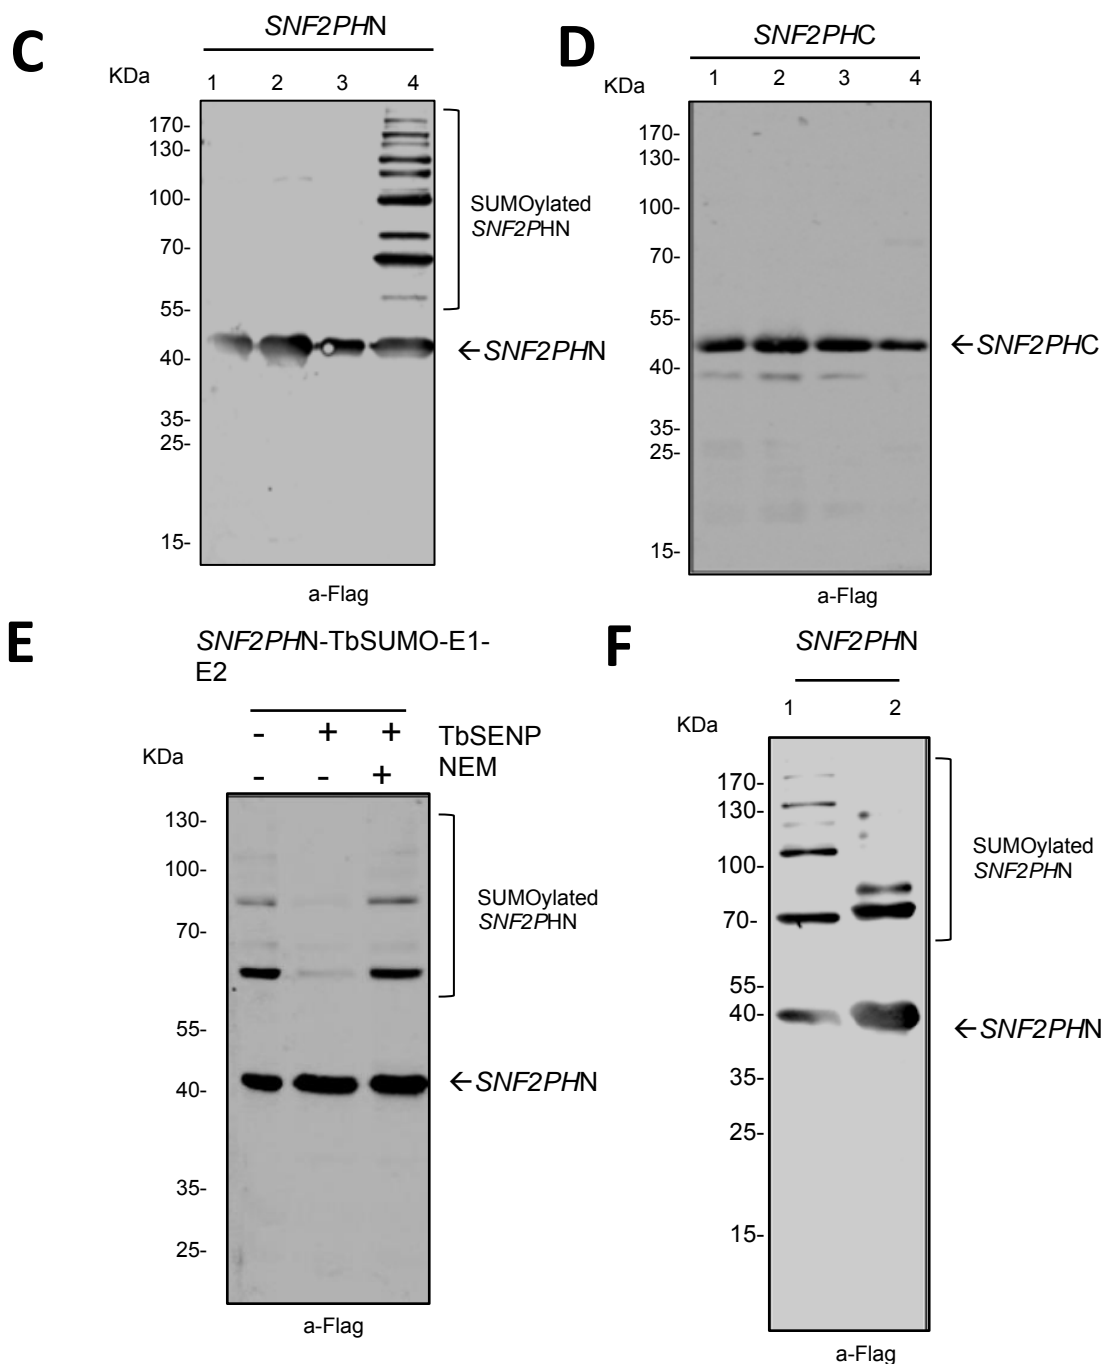 C
SNF2PHN
KDa
1 2 3 4
170-
130-
100-
70-
55-
40-
35-
25-
15-
SUMOylated
SNF2PHN
←SNF2PHN
a-Flag
D
SNF2PHC
KDa
1 2 3 4
170-
130-
100-
70-
55-
40-
35-
25-
15-
←SNF2PHC
a-Flag
E
SNF2PHN-TbSUMO-E1-
E2
- + + TbSENP
- - + NEM
KDa
130-
100-
70-
55-
40-
35-
25-
SUMOylated
SNF2PHN
←SNF2PHN
a-Flag
F
SNF2PHN
1 2
KDa
170-
130-
100-
70-
55-
40-
35-
25-
15-
SUMOylated
SNF2PHN
←SNF2PHN
a-Flag